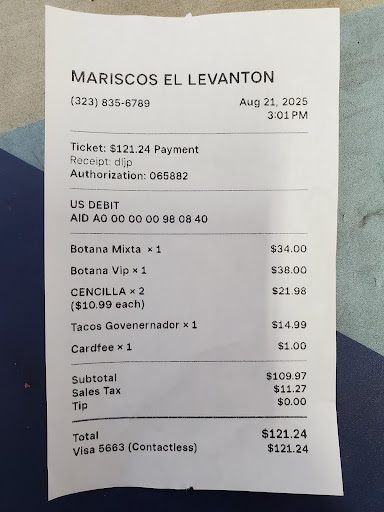 MARISCOS EL LEVANTON
(323) 835-6789 Aug 21, 2025
3:01 PM
Ticket: $121.24 Payment
Receipt: dljp
Authorization: 065882
US DEBIT
AID A0 00 00 00 98 08 40
Botana Mixta × 1 $34.00
Botana Vip × 1 $38.00
CENCILLA × 2 $21.98
($10.99 each)
Tacos Govenernador × 1 $14.99
Cardfee × 1 $1.00
Subtotal $109.97
Sales Tax $11.27
Tip $0.00
Total $121.24
Visa 5663 (Contactless) $121.24